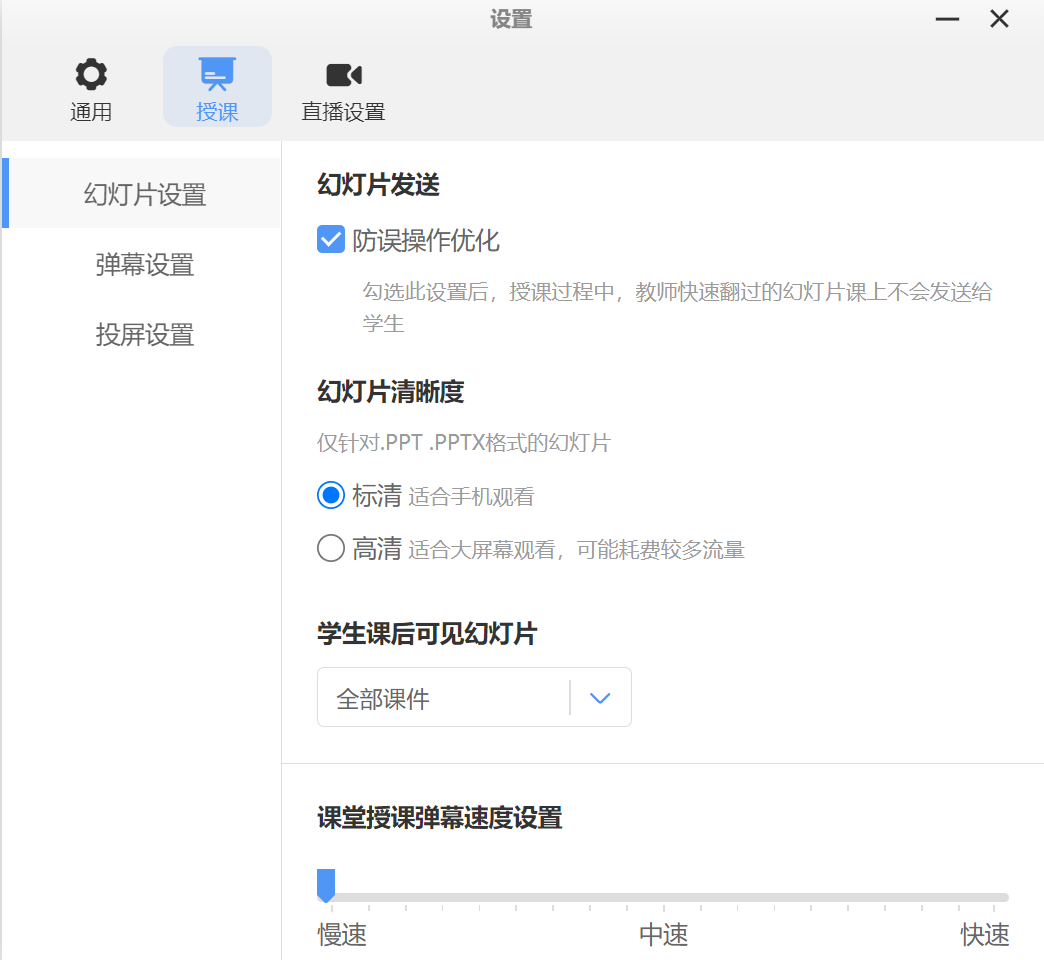 设置
通用
授课
直播设置
幻灯片设置
弹幕设置
投屏设置
幻灯片发送
防误操作优化
勾选此设置后，授课过程中，教师快速翻过的幻灯片课上不会发送给
学生
幻灯片清晰度
仅针对.PPT .PPTX格式的幻灯片
标清 适合手机观看
高清 适合大屏幕观看，可能耗费较多流量
学生课后可见幻灯片
全部课件
课堂授课弹幕速度设置
慢速
中速
快速